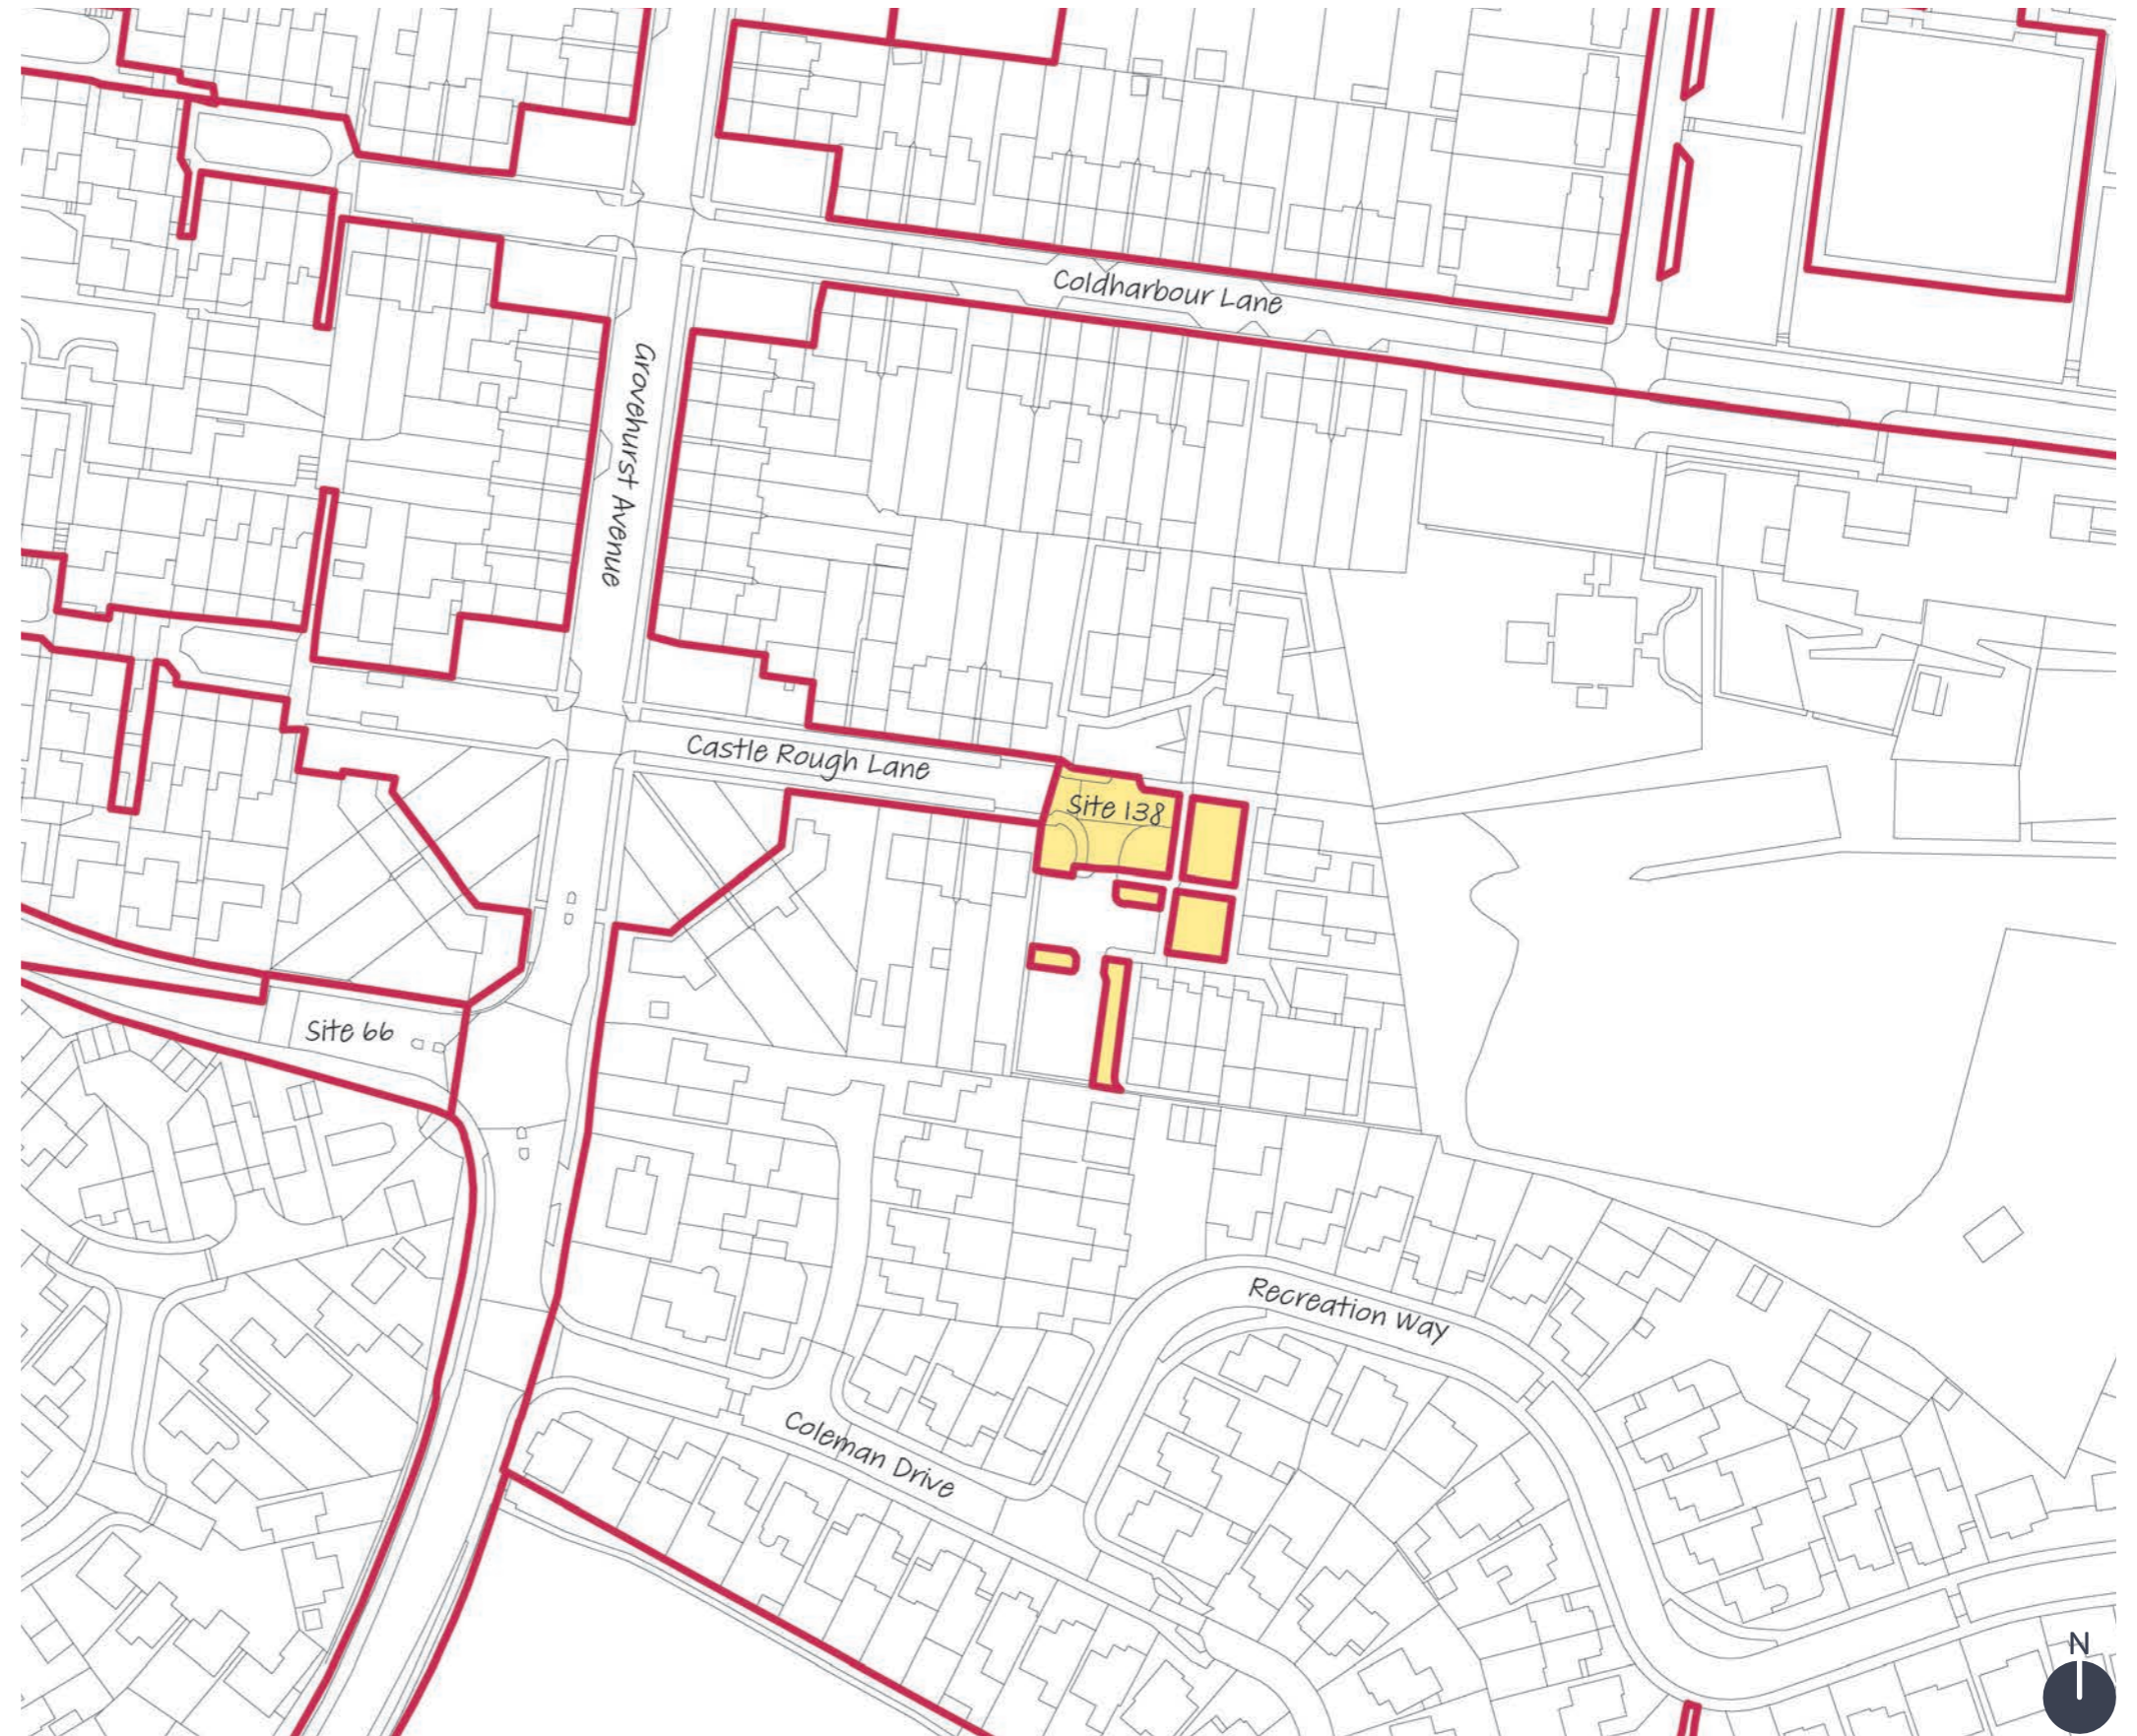 Coldharbour Lane
Grovehurst Avenue
Castle Rough Lane
Site 138
Site 66
Recreation Way
Coleman Drive
N